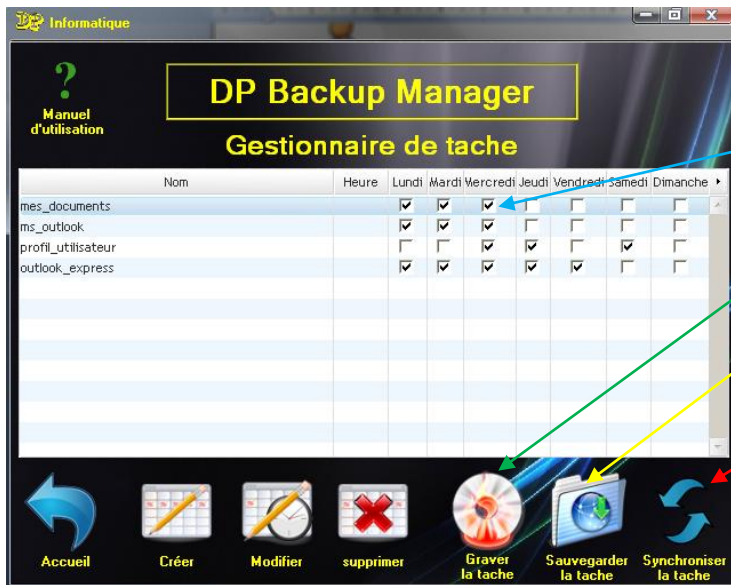 DP Informatique
?
Manuel
d'utilisation
DP Backup Manager
Gestionnaire de tache
Nom Heure Lundi Mardi Mercredi Jeudi Vendredi Samedi Dimanche
mes_documents
ms_outlook
profil_utilisateur
outlook_express
Accueil
Créer
Modifier
supprimer
Graver
la tache
Sauvegarder
la tache
Synchroniser
la tache